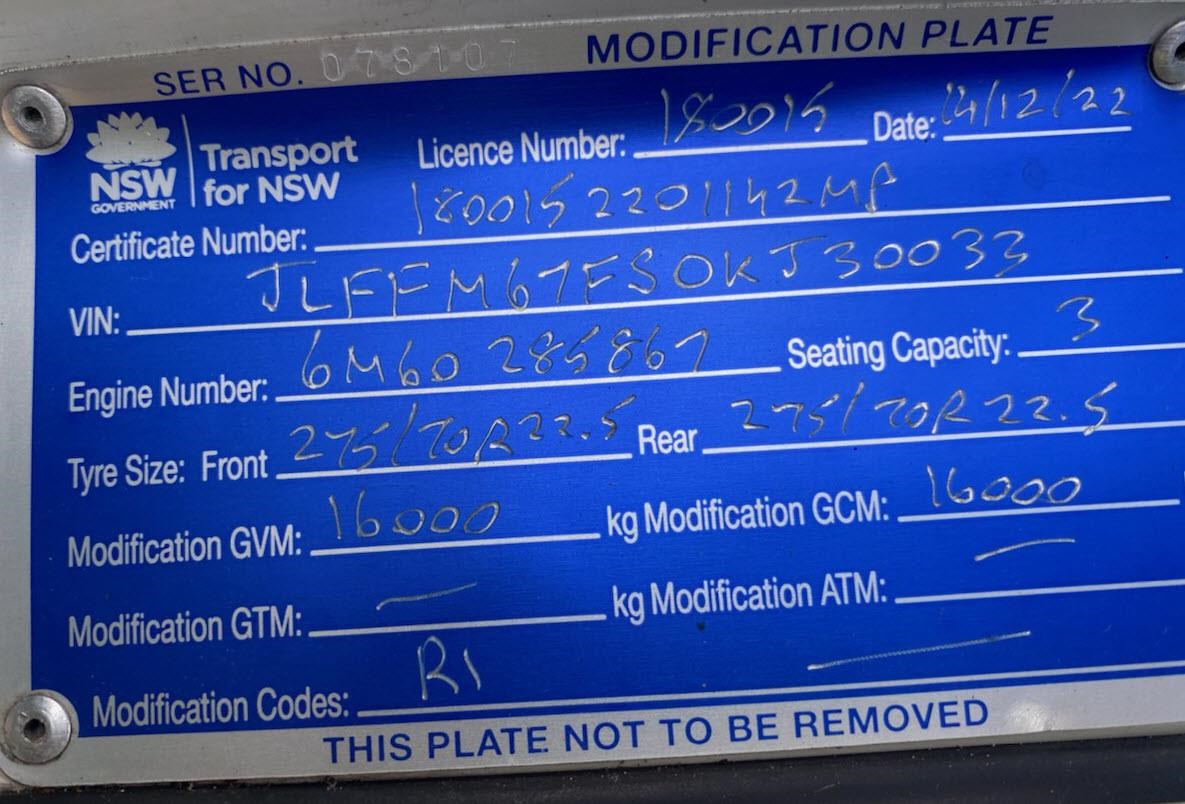 SER NO. 078107 MODIFICATION PLATE
NSW GOVERNMENT
Transport for NSW
Licence Number: 180015 Date: 14/12/22
Certificate Number: 1800152201142MP
VIN: JLFFM67FS0KJ30033
Engine Number: 6M60 285867 Seating Capacity: 3
Tyre Size: Front 275/70R22.5 Rear 275/70R22.5
Modification GVM: 16000 kg Modification GCM: 16000
Modification GTM: — kg Modification ATM: —
Modification Codes: R1 —
THIS PLATE NOT TO BE REMOVED